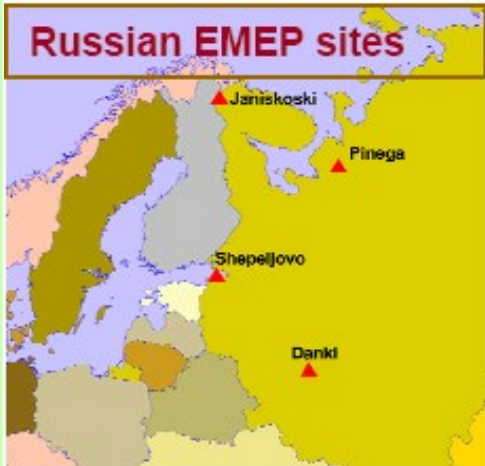 Russian EMEP sites
Janiskoski
Pinega
Shepeljovo
Danki